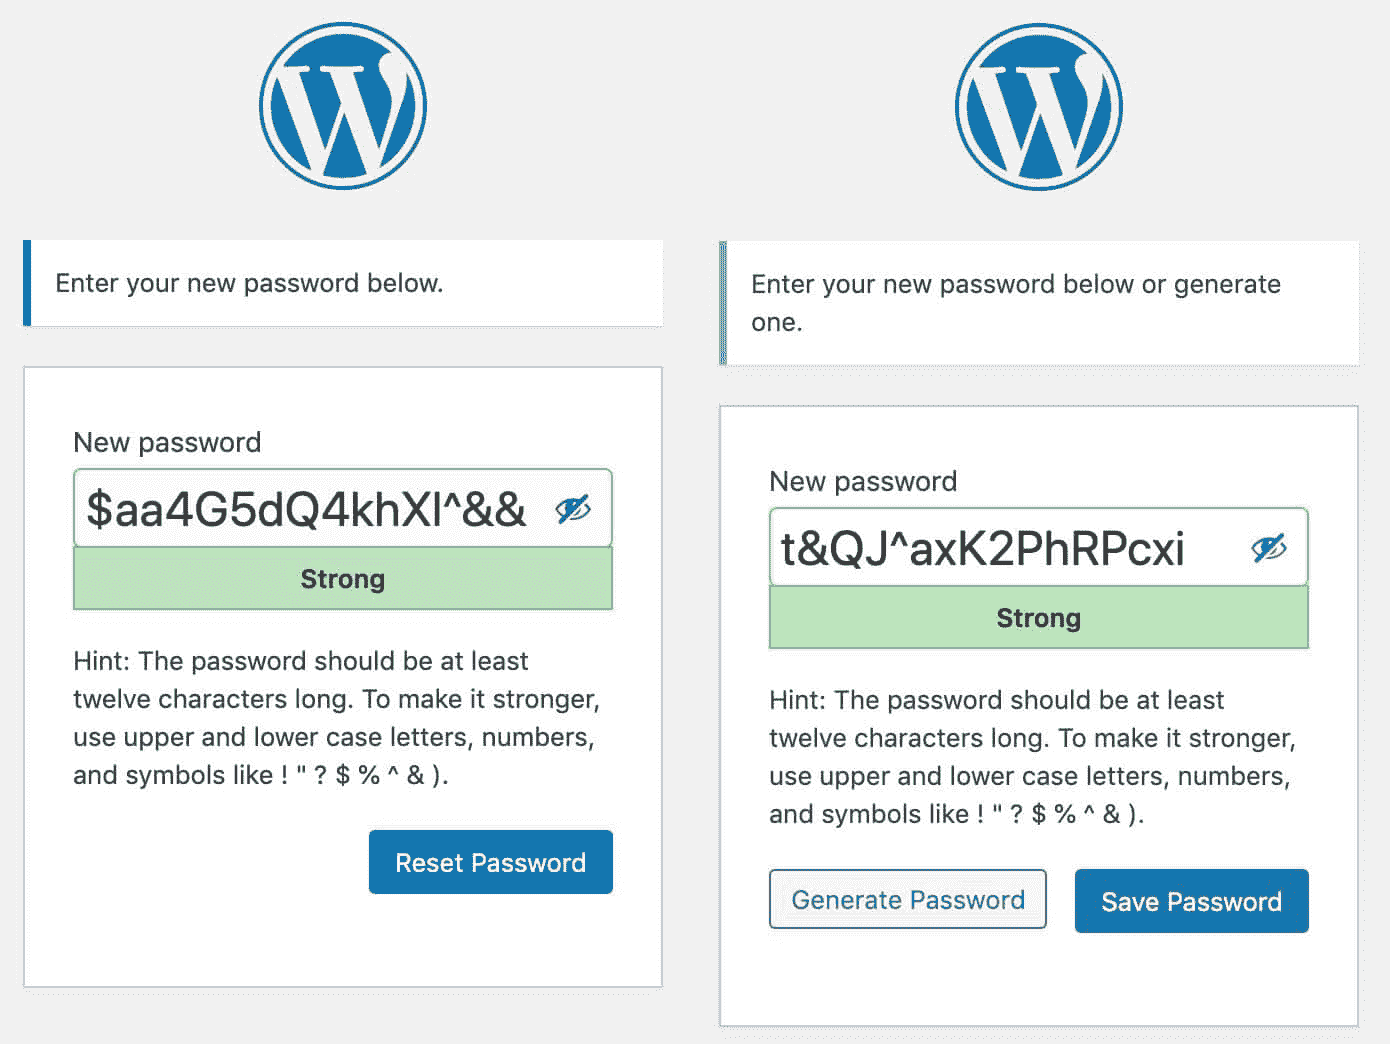 Enter your new password below.
New password
$aa4G5dQ4khXl^&&
Strong
Hint: The password should be at least
twelve characters long. To make it stronger,
use upper and lower case letters, numbers,
and symbols like ! " ? $ % ^ & ).
Reset Password
Enter your new password below or generate
one.
New password
t&QJ^axK2PhRPcxi
Strong
Hint: The password should be at least
twelve characters long. To make it stronger,
use upper and lower case letters, numbers,
and symbols like ! " ? $ % ^ & ).
Generate Password
Save Password